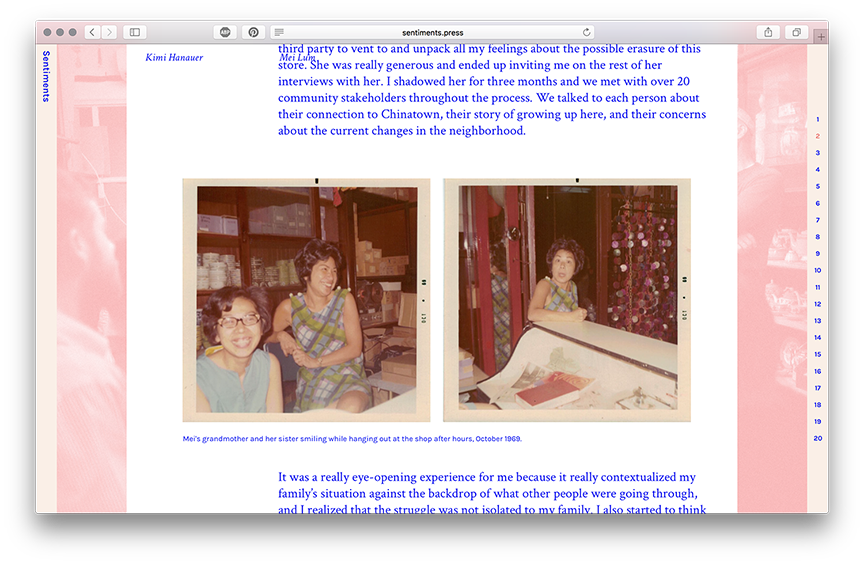 ABP
sentiments.press
Sentiments
Kimi Hanauer
Mei Lum
third party to vent to and unpack all my feelings about the possible erasure of this
store. She was really generous and ended up inviting me on the rest of her
interviews with her. I shadowed her for three months and we met with over 20
community stakeholders throughout the process. We talked to each person about
their connection to Chinatown, their story of growing up here, and their concerns
about the current changes in the neighborhood.
OCT
OCT
Mei's grandmother and her sister smiling while hanging out at the shop after hours, October 1969.
It was a really eye-opening experience for me because it really contextualized my
family's situation against the backdrop of what other people were going through,
and I realized that the struggle was not isolated to my family. I also started to think
1
2
3
4
5
6
7
8
9
10
11
12
13
14
15
16
17
18
19
20